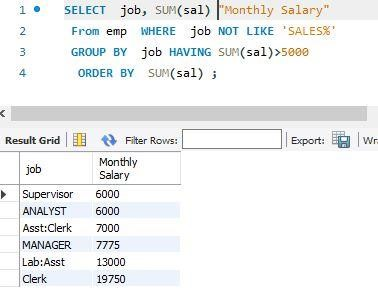 1 SELECT job, SUM(sal) "Monthly Salary"
2 From emp WHERE job NOT LIKE 'SALES%'
3 GROUP BY job HAVING SUM(sal)>5000
4 ORDER BY SUM(sal) ;
Result Grid Filter Rows: Export:
job Monthly Salary
Supervisor 6000
ANALYST 6000
Asst:Clerk 7000
MANAGER 7775
Lab:Asst 13000
Clerk 19750